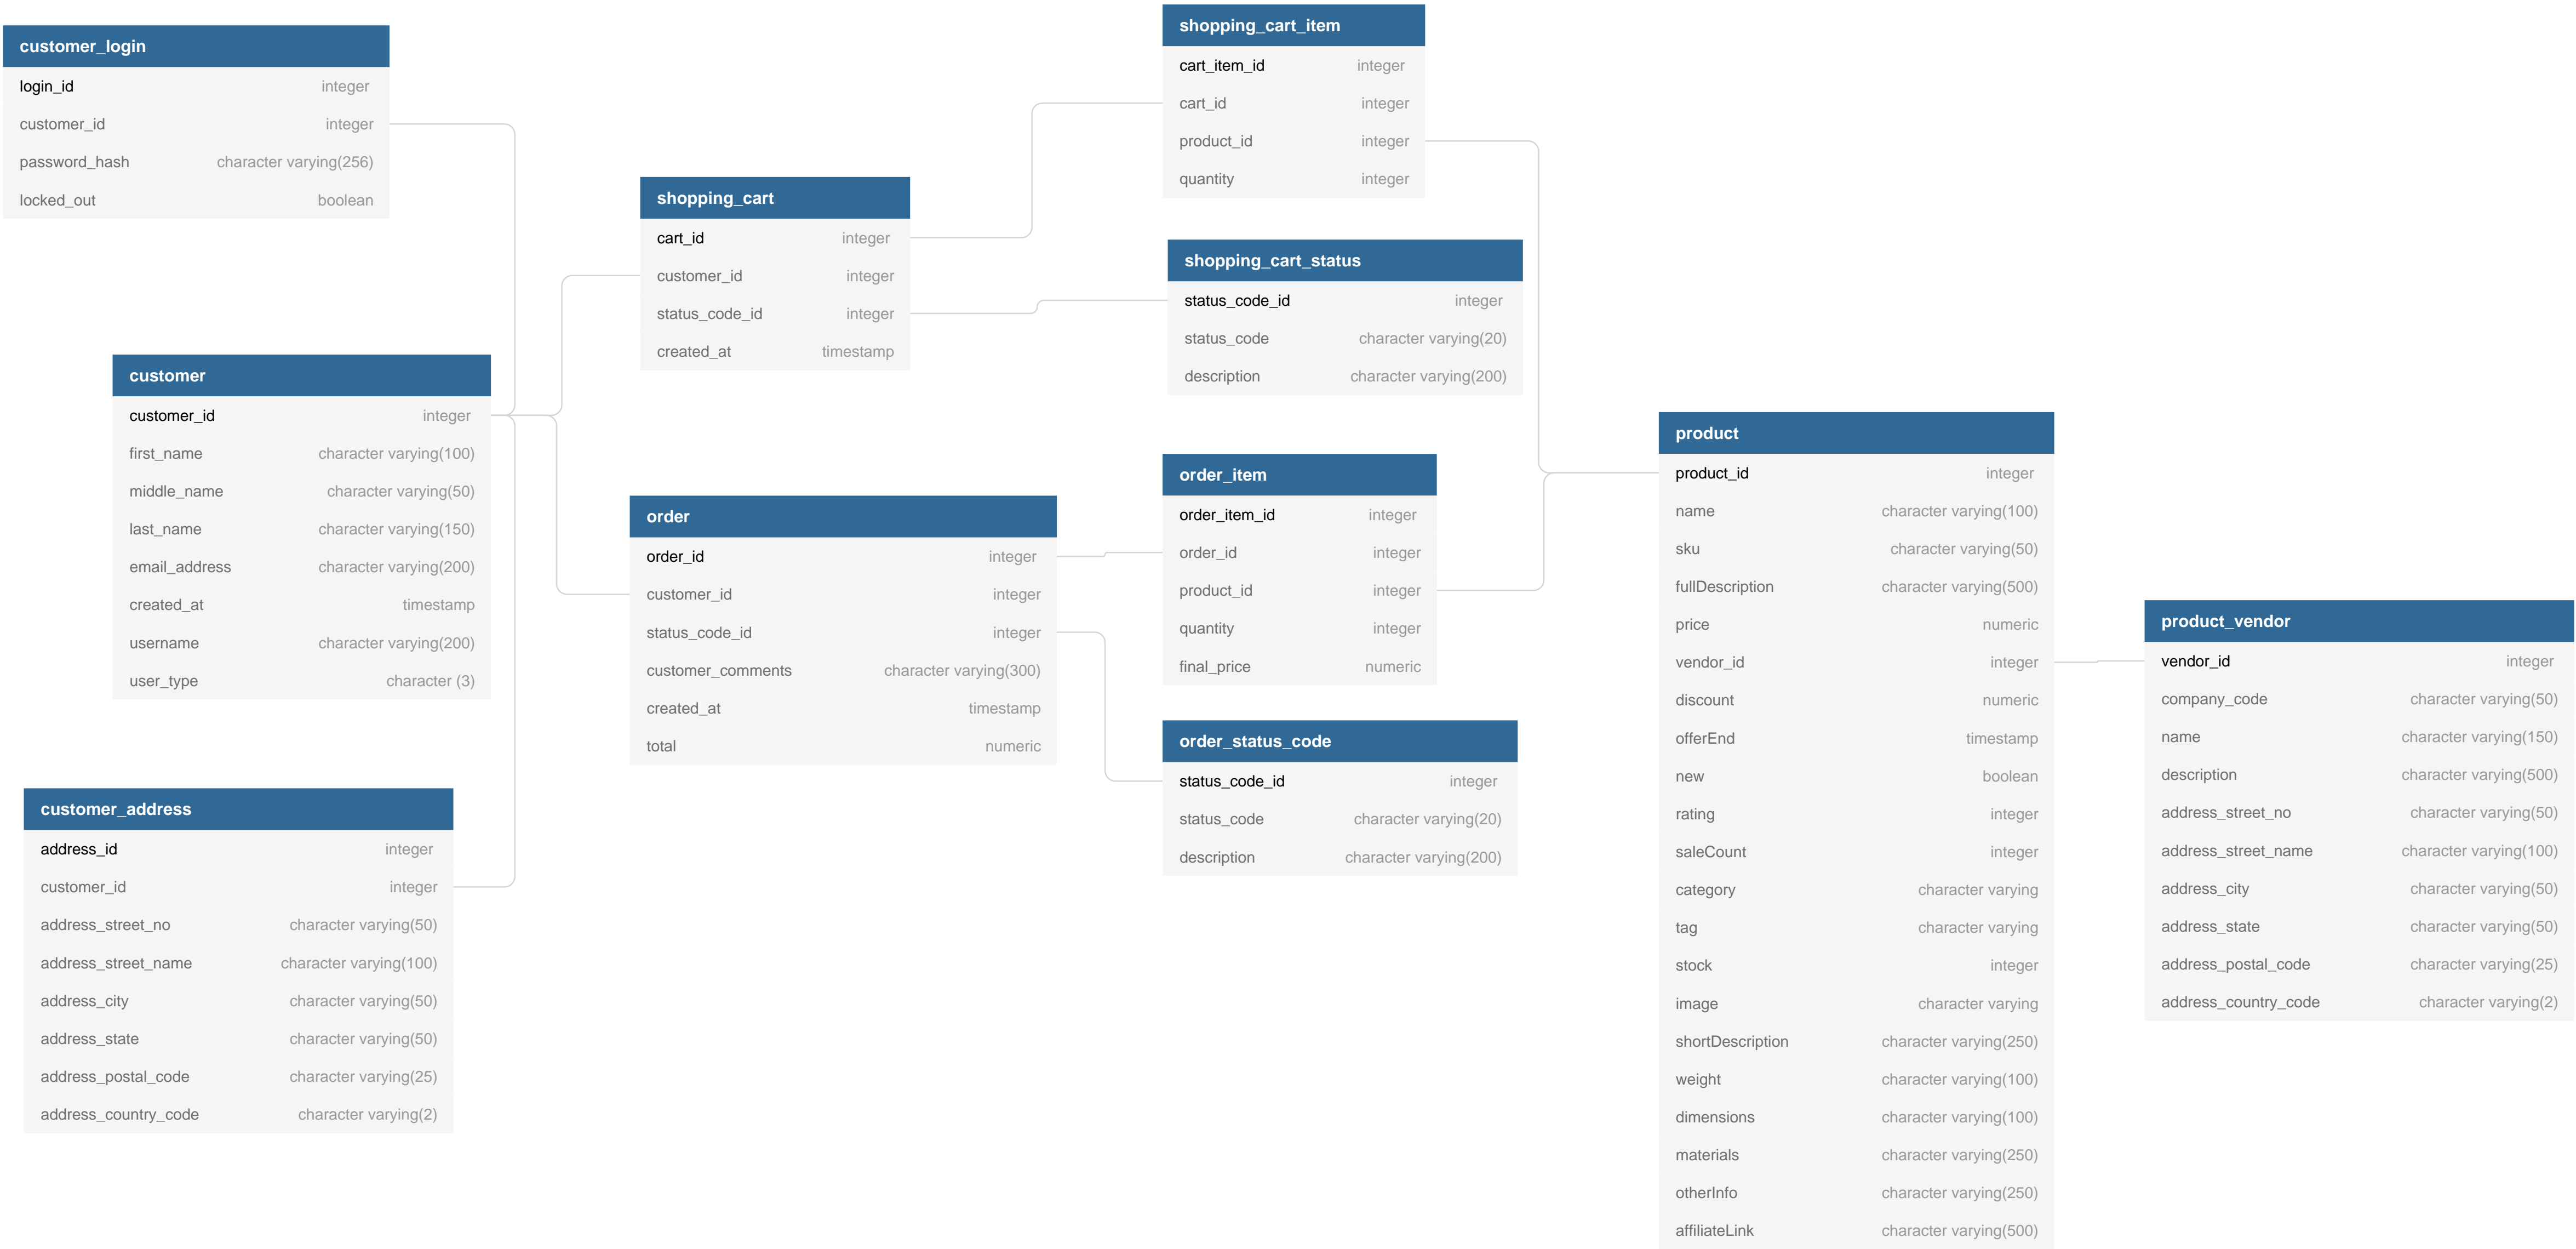 customer_login
login_id integer
customer_id integer
password_hash character varying(256)
locked_out boolean
customer
customer_id integer
first_name character varying(100)
middle_name character varying(50)
last_name character varying(150)
email_address character varying(200)
created_at timestamp
username character varying(200)
user_type character (3)
customer_address
address_id integer
customer_id integer
address_street_no character varying(50)
address_street_name character varying(100)
address_city character varying(50)
address_state character varying(50)
address_postal_code character varying(25)
address_country_code character varying(2)
shopping_cart
cart_id integer
customer_id integer
status_code_id integer
created_at timestamp
order
order_id integer
customer_id integer
status_code_id integer
customer_comments character varying(300)
created_at timestamp
total numeric
shopping_cart_item
cart_item_id integer
cart_id integer
product_id integer
quantity integer
shopping_cart_status
status_code_id integer
status_code character varying(20)
description character varying(200)
order_item
order_item_id integer
order_id integer
product_id integer
quantity integer
final_price numeric
order_status_code
status_code_id integer
status_code character varying(20)
description character varying(200)
product
product_id integer
name character varying(100)
sku character varying(50)
fullDescription character varying(500)
price numeric
vendor_id integer
discount numeric
offerEnd timestamp
new boolean
rating integer
saleCount integer
category character varying
tag character varying
stock integer
image character varying
shortDescription character varying(250)
weight character varying(100)
dimensions character varying(100)
materials character varying(250)
otherInfo character varying(250)
affiliateLink character varying(500)
product_vendor
vendor_id integer
company_code character varying(50)
name character varying(150)
description character varying(500)
address_street_no character varying(50)
address_street_name character varying(100)
address_city character varying(50)
address_state character varying(50)
address_postal_code character varying(25)
address_country_code character varying(2)